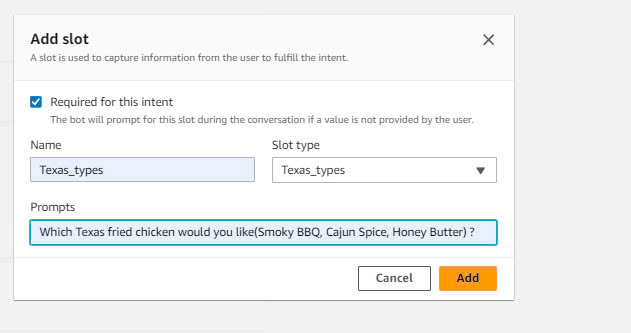 Add slot
A slot is used to capture information from the user to fulfill the intent.
Required for this intent
The bot will prompt for this slot during the conversation if a value is not provided by the user.
Name Slot type
Texas_types Texas_types
Prompts
Which Texas fried chicken would you like(Smoky BBQ, Cajun Spice, Honey Butter) ?
Cancel Add